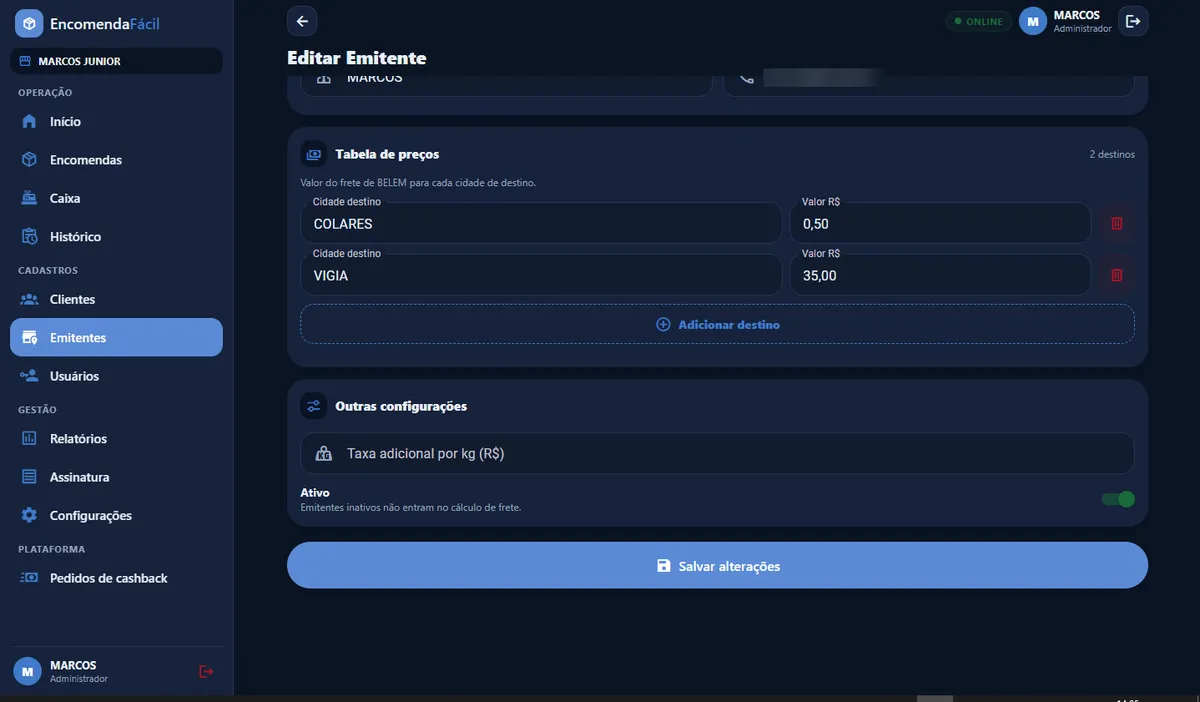 EncomendaFácil
MARCOS JUNIOR
OPERAÇÃO
Início
Encomendas
Caixa
Histórico
CADASTROS
Clientes
Emitentes
Usuários
GESTÃO
Relatórios
Assinatura
Configurações
PLATAFORMA
Pedidos de cashback
M
MARCOS
Administrador
ONLINE
M
MARCOS
Administrador
Editar Emitente
MARCOS
Tabela de preços
2 destinos
Valor do frete de BELEM para cada cidade de destino.
Cidade destino
COLARES
Valor R$
0,50
Cidade destino
VIGIA
Valor R$
35,00
Adicionar destino
Outras configurações
KG
Taxa adicional por kg (R$)
Ativo
Emitentes inativos não entram no cálculo de frete.
Salvar alterações